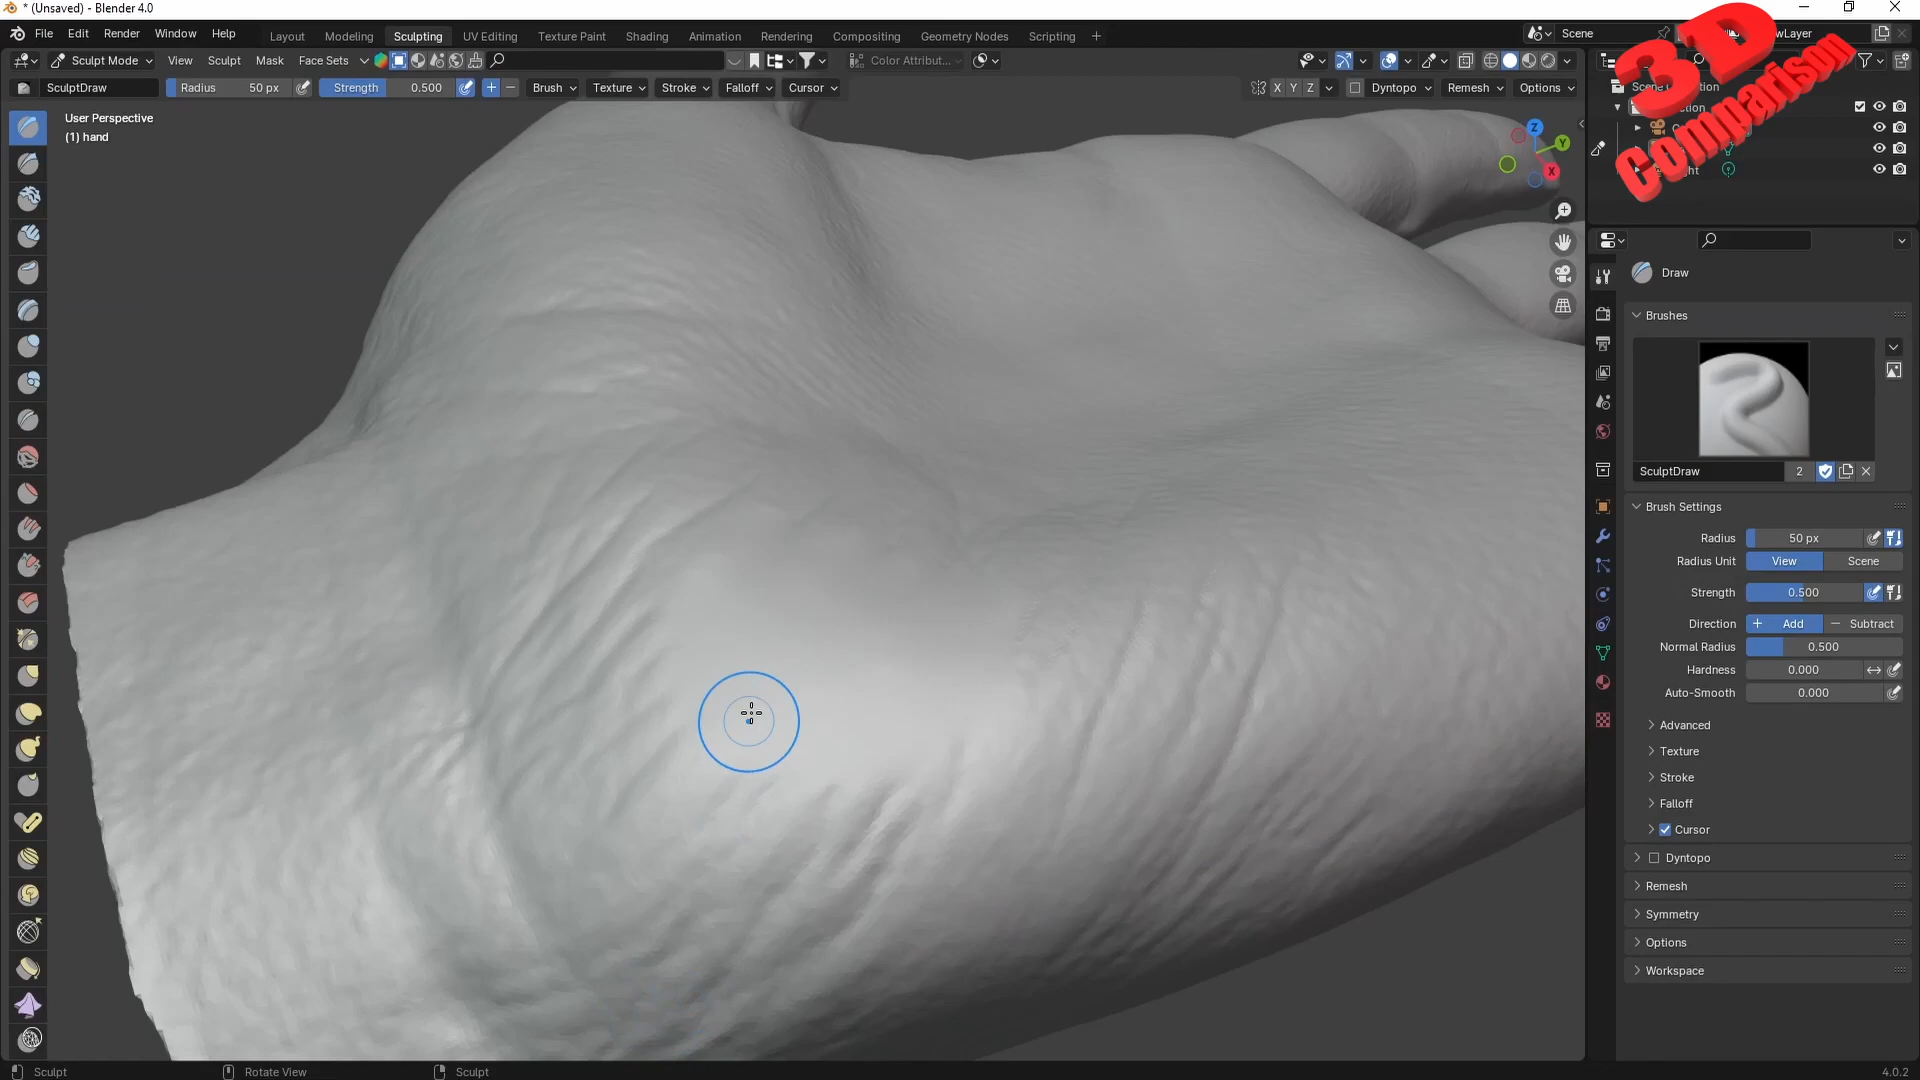 * (Unsaved) - Blender 4.0
File Edit Render Window Help Layout Modeling Sculpting UV Editing Texture Paint Shading Animation Rendering Compositing Geometry Nodes Scripting + Scene wLayer
Sculpt Mode View Sculpt Mask Face Sets Color Attribut...
SculptDraw Radius 50 px Strength 0.500 Brush Texture Stroke Falloff Cursor X Y Z Dyntopo Remesh Options
User Perspective
(1) hand
Z
Y
X
3D
Comparison
Draw
Brushes
SculptDraw 2
Brush Settings
Radius 50 px
Radius Unit View Scene
Strength 0.500
Direction + Add − Subtract
Normal Radius 0.500
Hardness 0.000
Auto-Smooth 0.000
Advanced
Texture
Stroke
Falloff
Cursor
Dyntopo
Remesh
Symmetry
Options
Workspace
Sculpt Rotate View Sculpt 4.0.2